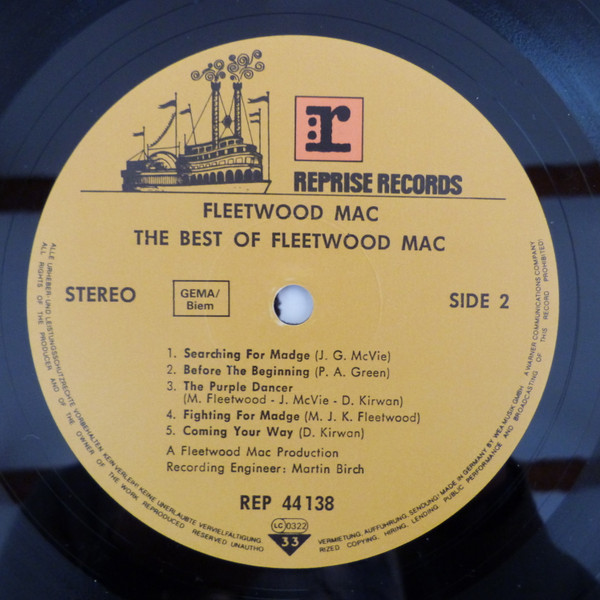 r
REPRISE RECORDS
FLEETWOOD MAC
THE BEST OF FLEETWOOD MAC
STEREO
GEMA/
Biem
SIDE 2
1. Searching For Madge (J. G. McVie)
2. Before The Beginning (P. A. Green)
3. The Purple Dancer
(M. Fleetwood - J. McVie - D. Kirwan)
4. Fighting For Madge (M. J. K. Fleetwood)
5. Coming Your Way (D. Kirwan)
A Fleetwood Mac Production
Recording Engineer: Martin Birch
REP 44 138
LC 0322
33
ALLE URHEBER- UND LEISTUNGSSCHUTZRECHTE VORBEHALTEN KEIN VERLEIH! KEINE UNERLAUBTE VERVIELFÄLTIGUNG,
VERMIETUNG, AUFFÜHRUNG, SENDUNG! MADE IN GERMANY BY WEA MUSIK GMBH, A WARNER COMMUNICATIONS COMPANY
ALL RIGHTS OF THE PRODUCER AND OF THE OWNER OF THE WORK REPRODUCED RESERVED UNAUTHO
RIZED COPYING, HIRING, LENDING PUBLIC PERFORMANCE AND BROADCASTING OF THIS RECORD PROHIBITED!